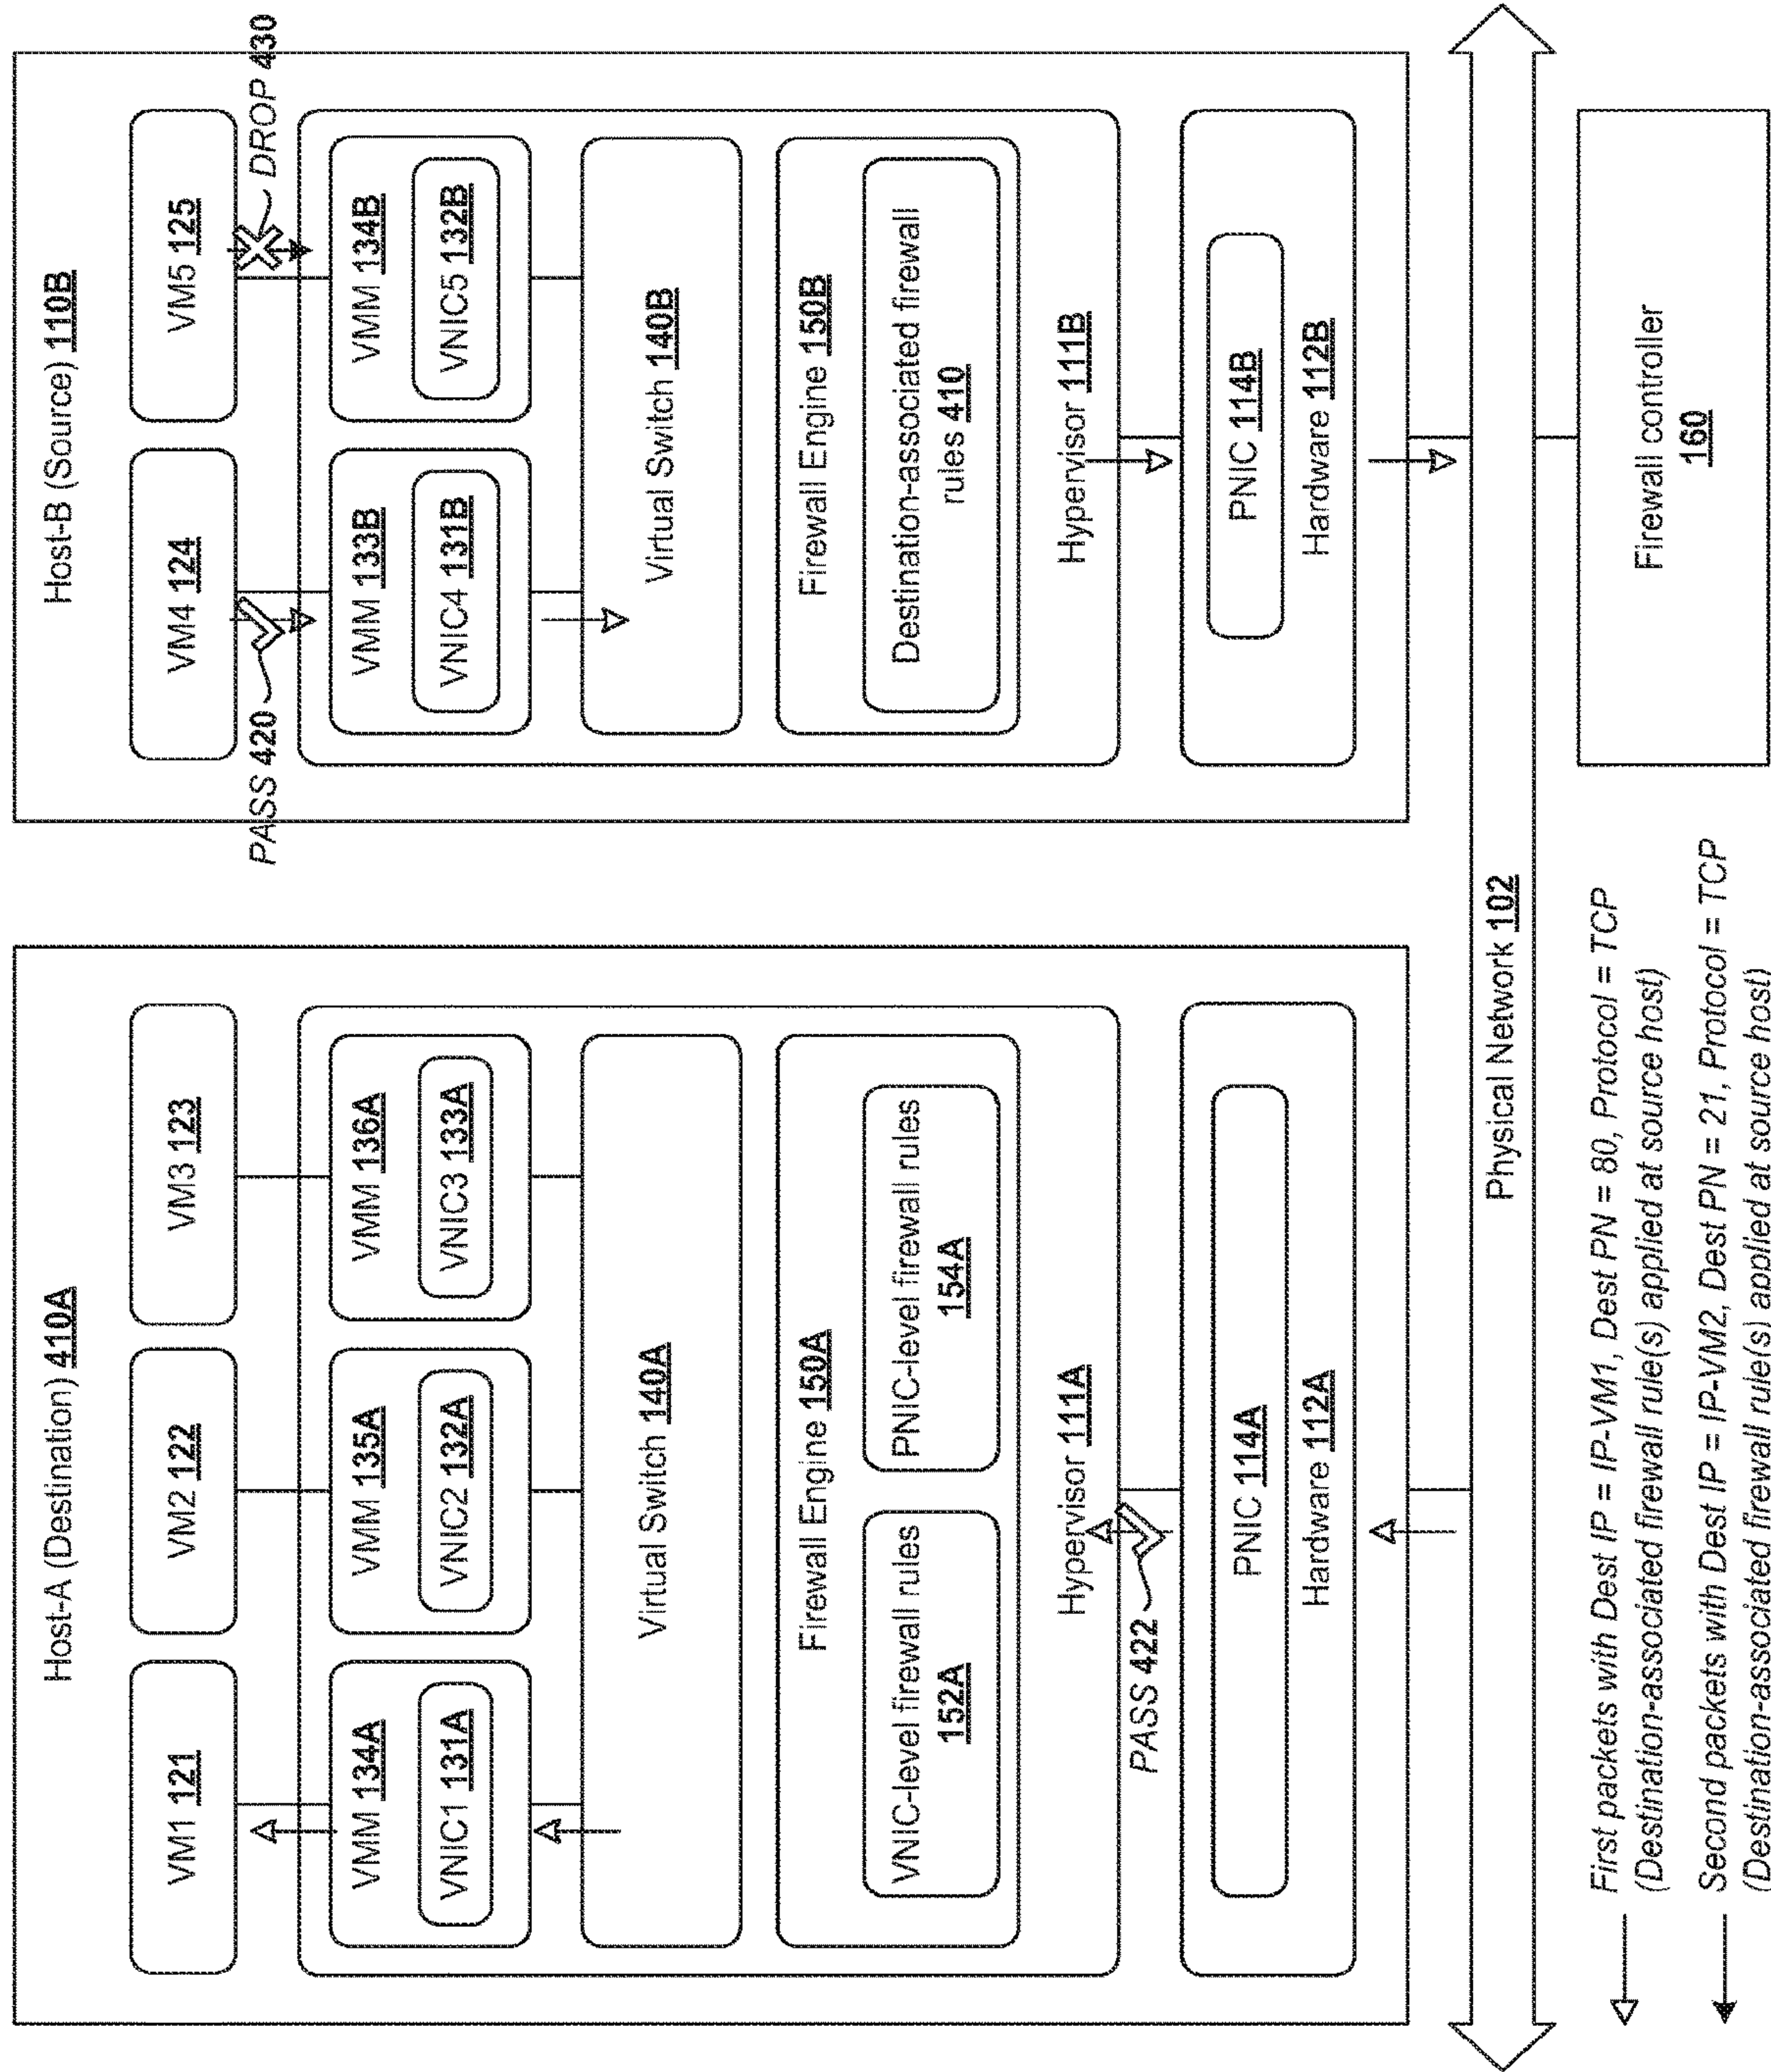 Host-A (Destination) 410A
VM1 121
VM2 122
VM3 123
VMM 134A
VNIC1 131A
VMM 135A
VNIC2 132A
VMM 136A
VNIC3 133A
Virtual Switch 140A
Firewall Engine 150A
VNIC-level firewall rules
152A
PNIC-level firewall rules
154A
Hypervisor 111A
PASS 422
PNIC 114A
Hardware 112A
Host-B (Source) 110B
VM4 124
VM5 125
PASS 420
DROP 430
VMM 133B
VNIC4 131B
VMM 134B
VNIC5 132B
Virtual Switch 140B
Firewall Engine 150B
Destination-associated firewall
rules 410
Hypervisor 111B
PNIC 114B
Hardware 112B
Physical Network 102
First packets with Dest IP = IP-VM1, Dest PN = 80, Protocol = TCP
(Destination-associated firewall rule(s) applied at source host)
Second packets with Dest IP = IP-VM2, Dest PN = 21, Protocol = TCP
(Destination-associated firewall rule(s) applied at source host)
Firewall controller
160